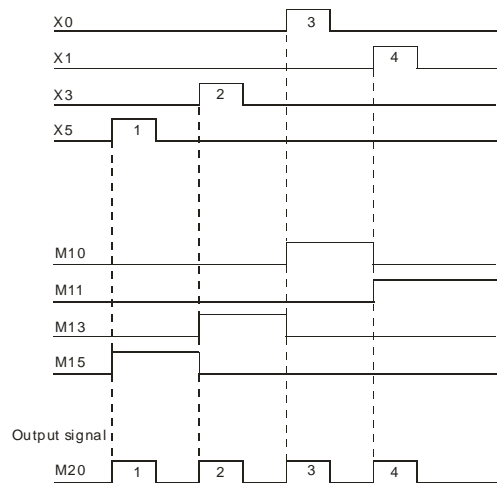 X0 3
X1 4
X3 2
X5 1
M10
M11
M13
M15
Output signal
M20 1 2 3 4